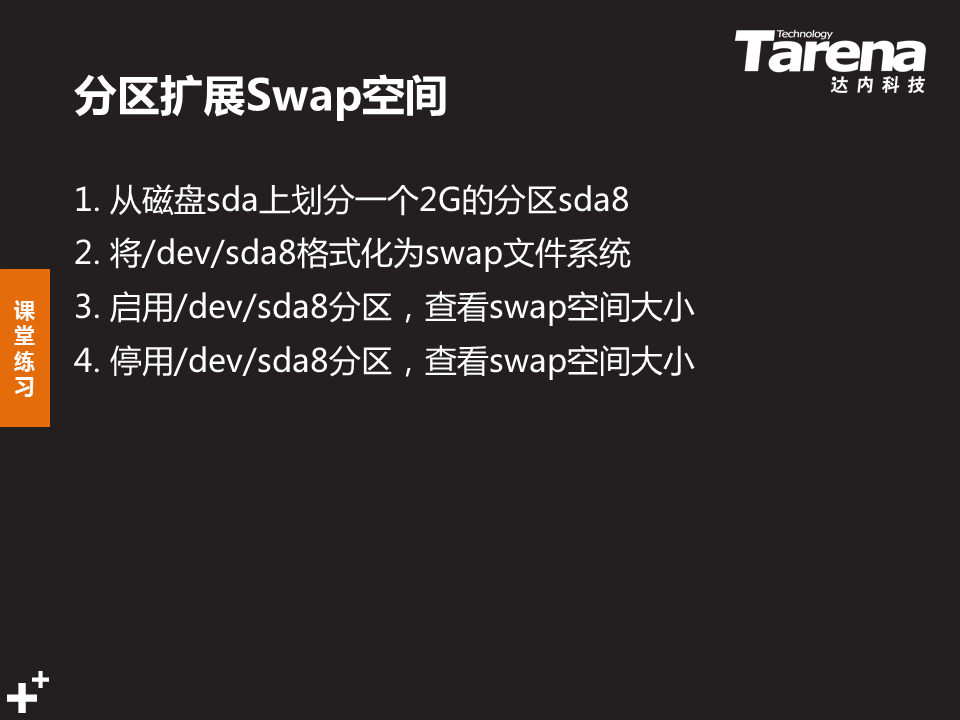 Technology
Tarena
达内科技
分区扩展Swap空间
1. 从磁盘sda上划分一个2G的分区sda8
2. 将/dev/sda8格式化为swap文件系统
3. 启用/dev/sda8分区，查看swap空间大小
4. 停用/dev/sda8分区，查看swap空间大小
课
堂
练
习